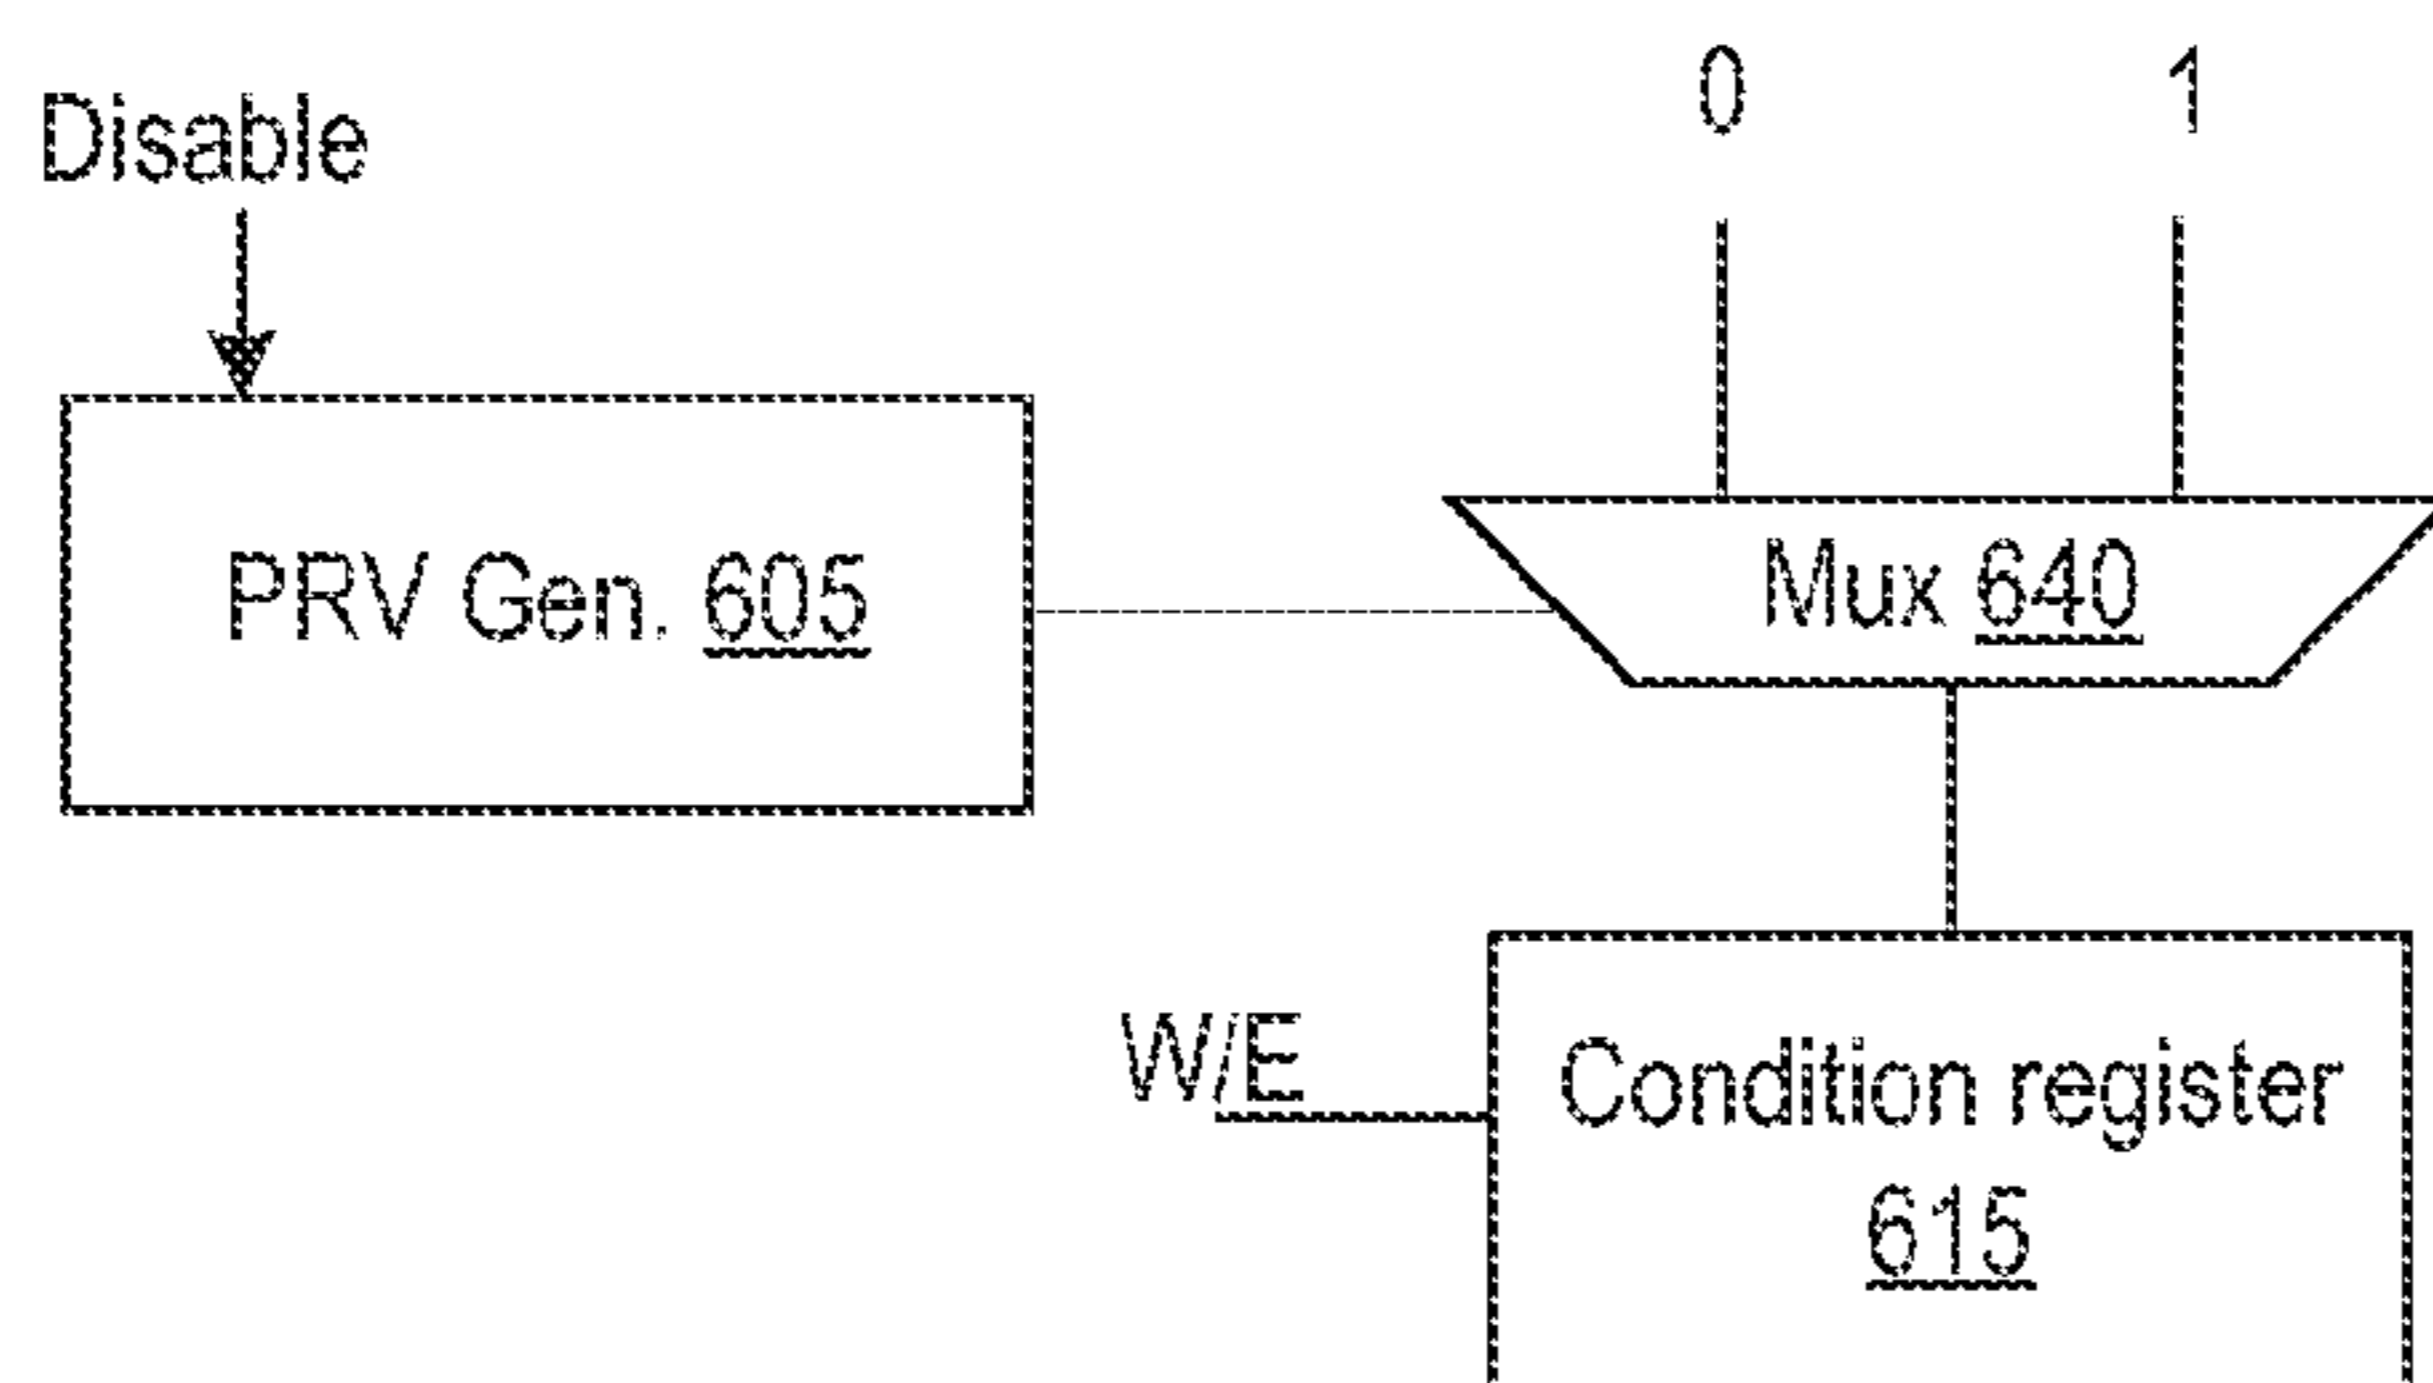 Disable
0
1
PRV Gen. 605
Mux 640
W/E
Condition register
615